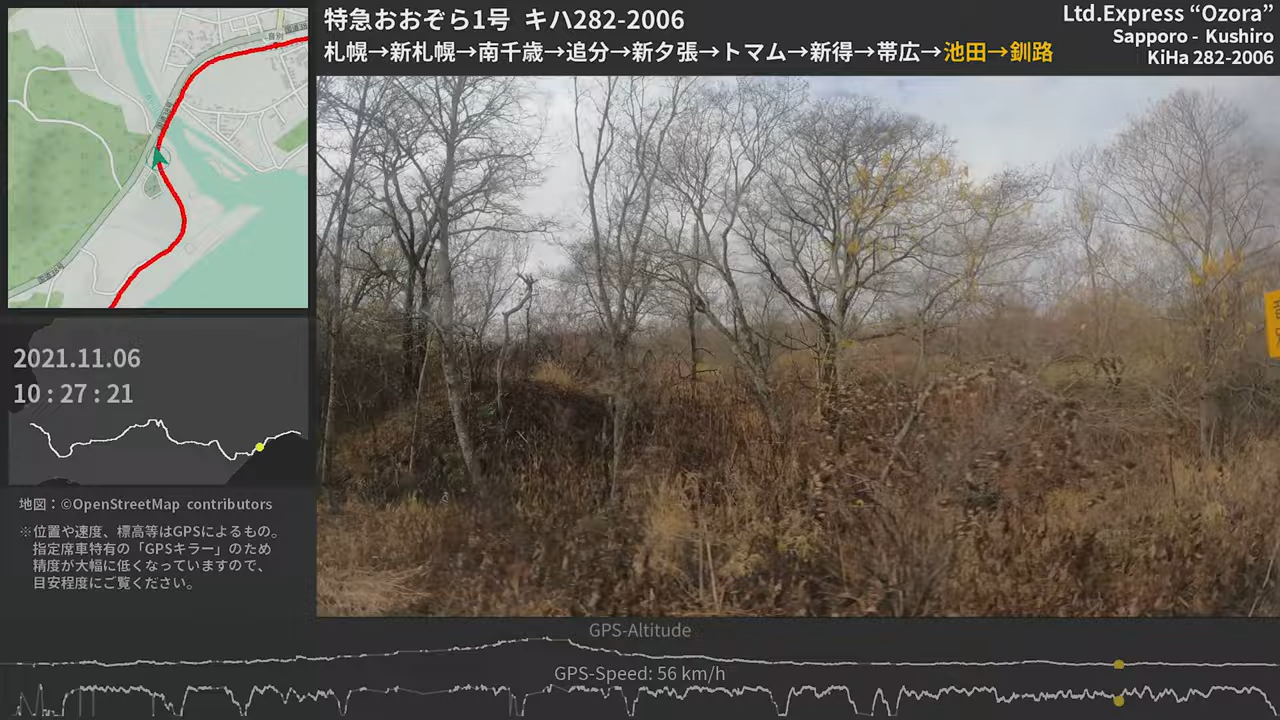 特急おおぞら1号 キハ282-2006
札幌→新札幌→南千歳→追分→新夕張→トマム→新得→帯広→池田→釧路
Ltd.Express “Ozora”
Sapporo - Kushiro
KiHa 282-2006
音別
2021.11.06
10 : 27 : 21
地図：©OpenStreetMap contributors
※位置や速度、標高等はGPSによるもの。
指定席車特有の「GPSキラー」のため
精度が大幅に低くなっていますので、
目安程度にご覧ください。
GPS-Altitude
GPS-Speed: 56 km/h